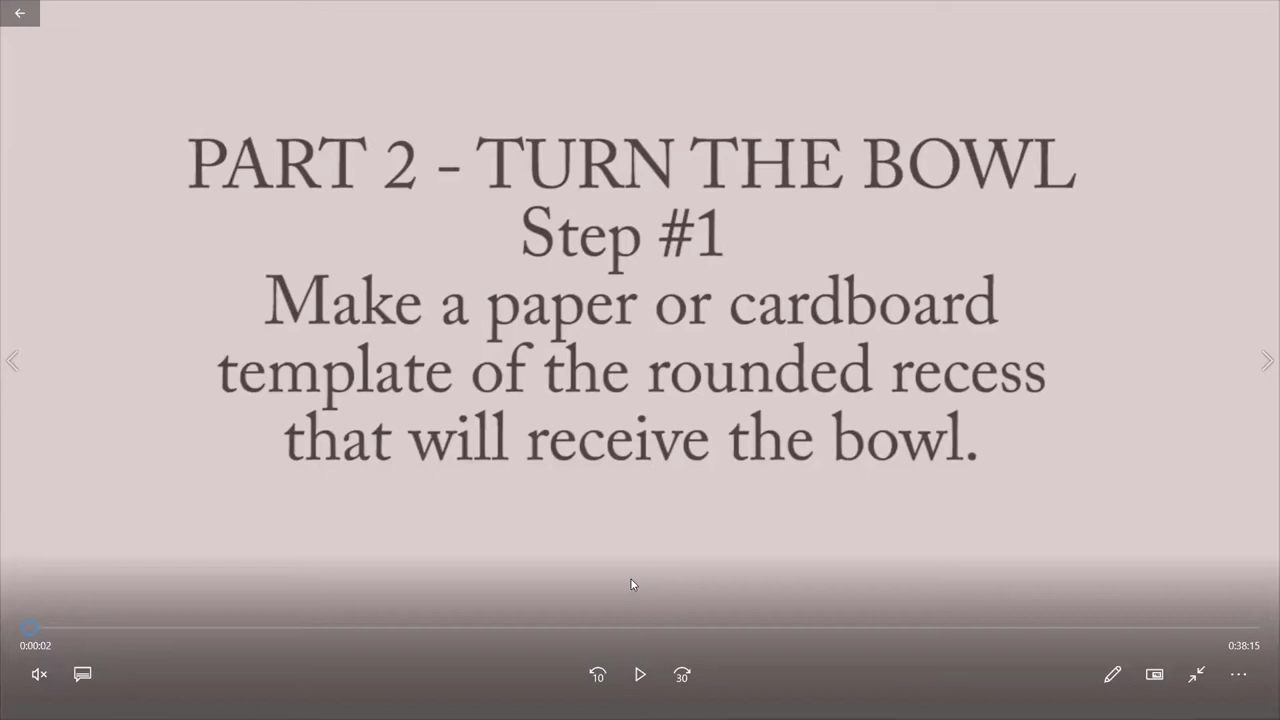 PART 2 - TURN THE BOWL
Step #1
Make a paper or cardboard
template of the rounded recess
that will receive the bowl.
0:00:02
0:38:15
10
30